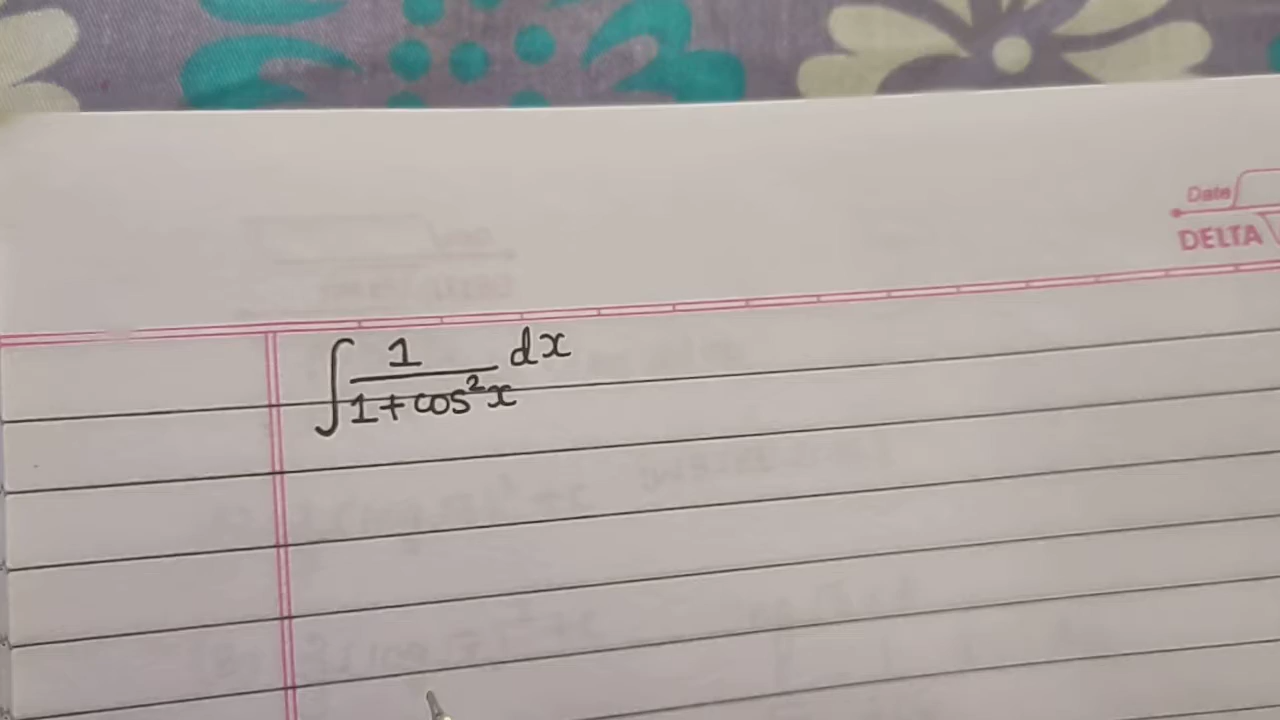 Date
DELTA
∫ 1/(1+cos²x) dx